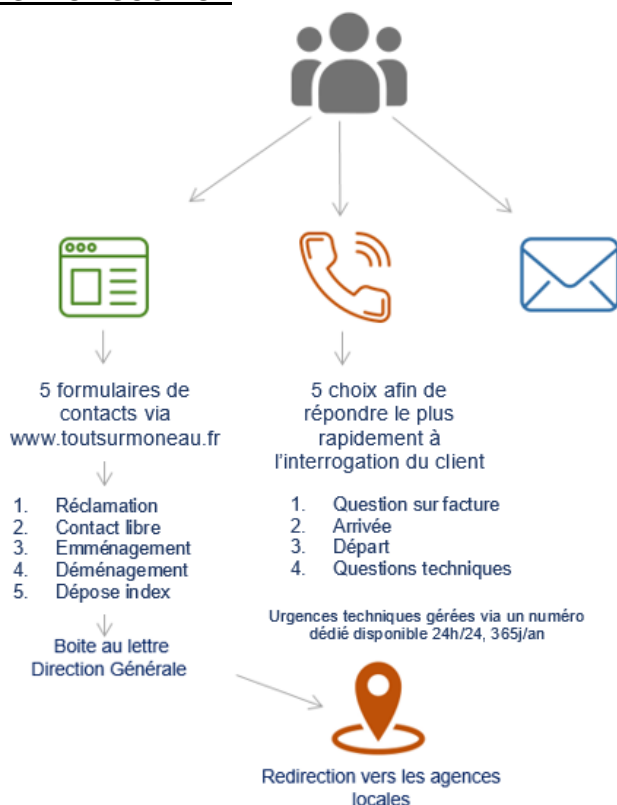 5 formulaires de
contacts via
www.toutsurmoneau.fr
1. Réclamation
2. Contact libre
3. Emménagement
4. Déménagement
5. Dépose index
Boite au lettre
Direction Générale
5 choix afin de
répondre le plus
rapidement à
l'interrogation du client
1. Question sur facture
2. Arrivée
3. Départ
4. Questions techniques
Urgences techniques gérées via un numéro
dédié disponible 24h/24, 365j/an
Redirection vers les agences
locales